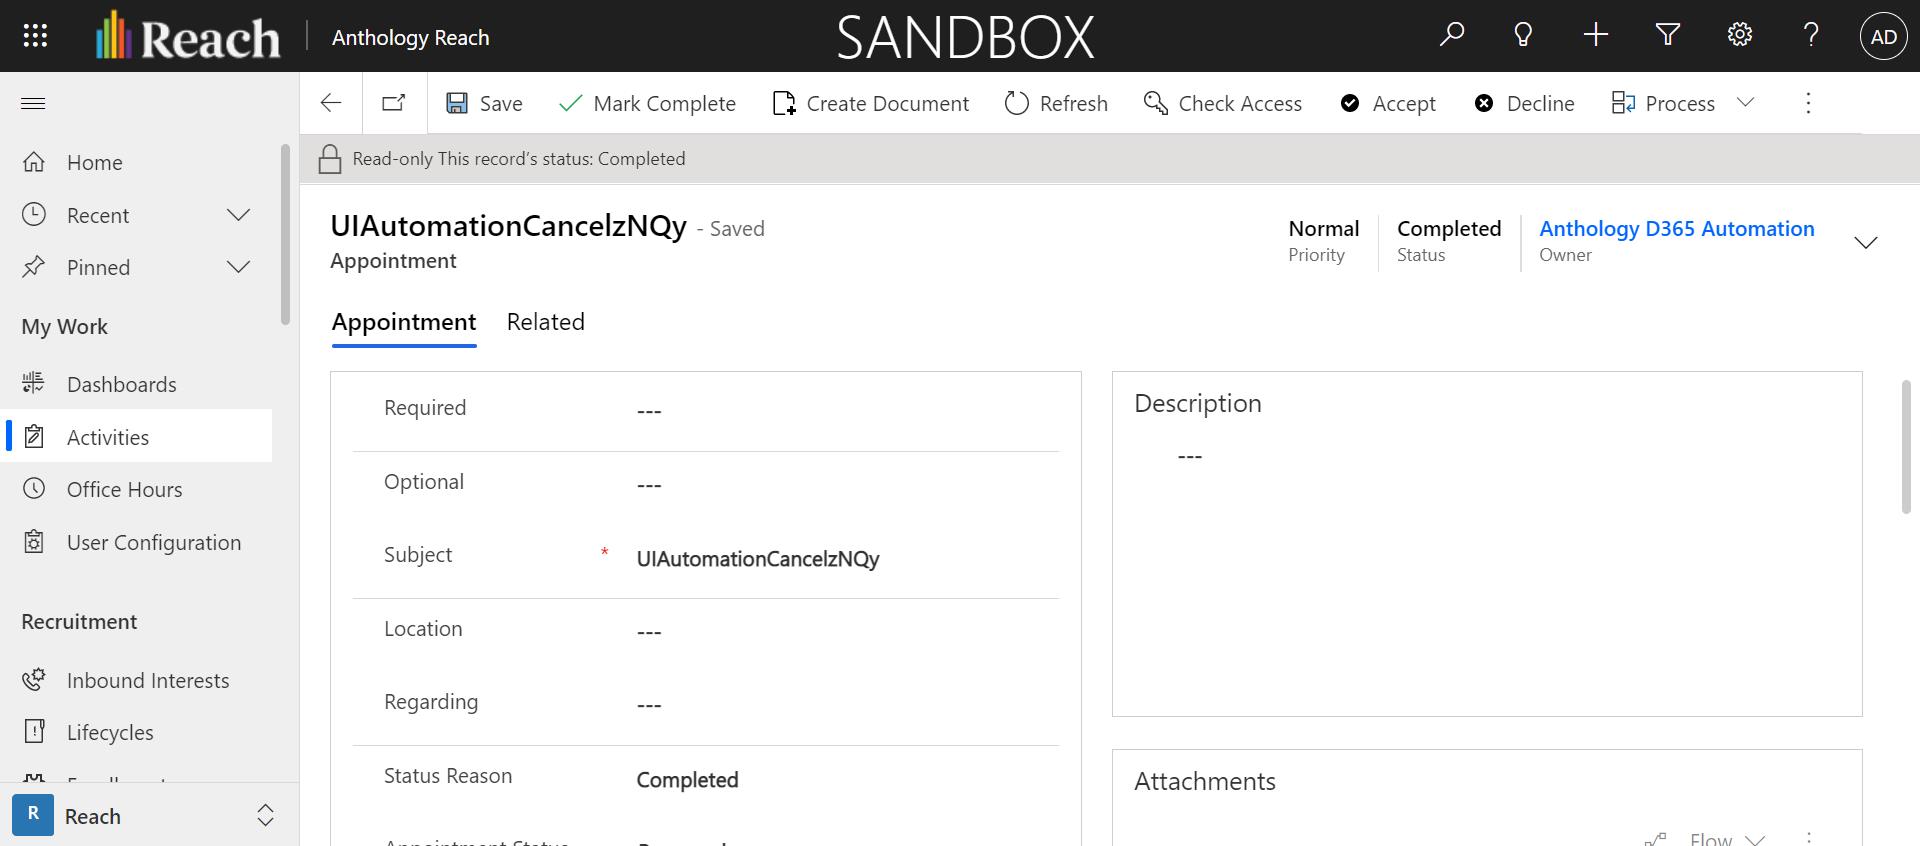 Reach
Anthology Reach
SANDBOX
AD
Save
Mark Complete
Create Document
Refresh
Check Access
Accept
Decline
Process
Read-only This record’s status: Completed
Home
Recent
Pinned
My Work
Dashboards
Activities
Office Hours
User Configuration
Recruitment
Inbound Interests
Lifecycles
R
Reach
UIAutomationCancelzNQy - Saved
Appointment
Normal
Priority
Completed
Status
Anthology D365 Automation
Owner
Appointment
Related
Required
---
Optional
---
Subject * UIAutomationCancelzNQy
Location
---
Regarding
---
Status Reason
Completed
Appointment Status
Description
---
Attachments
Flow